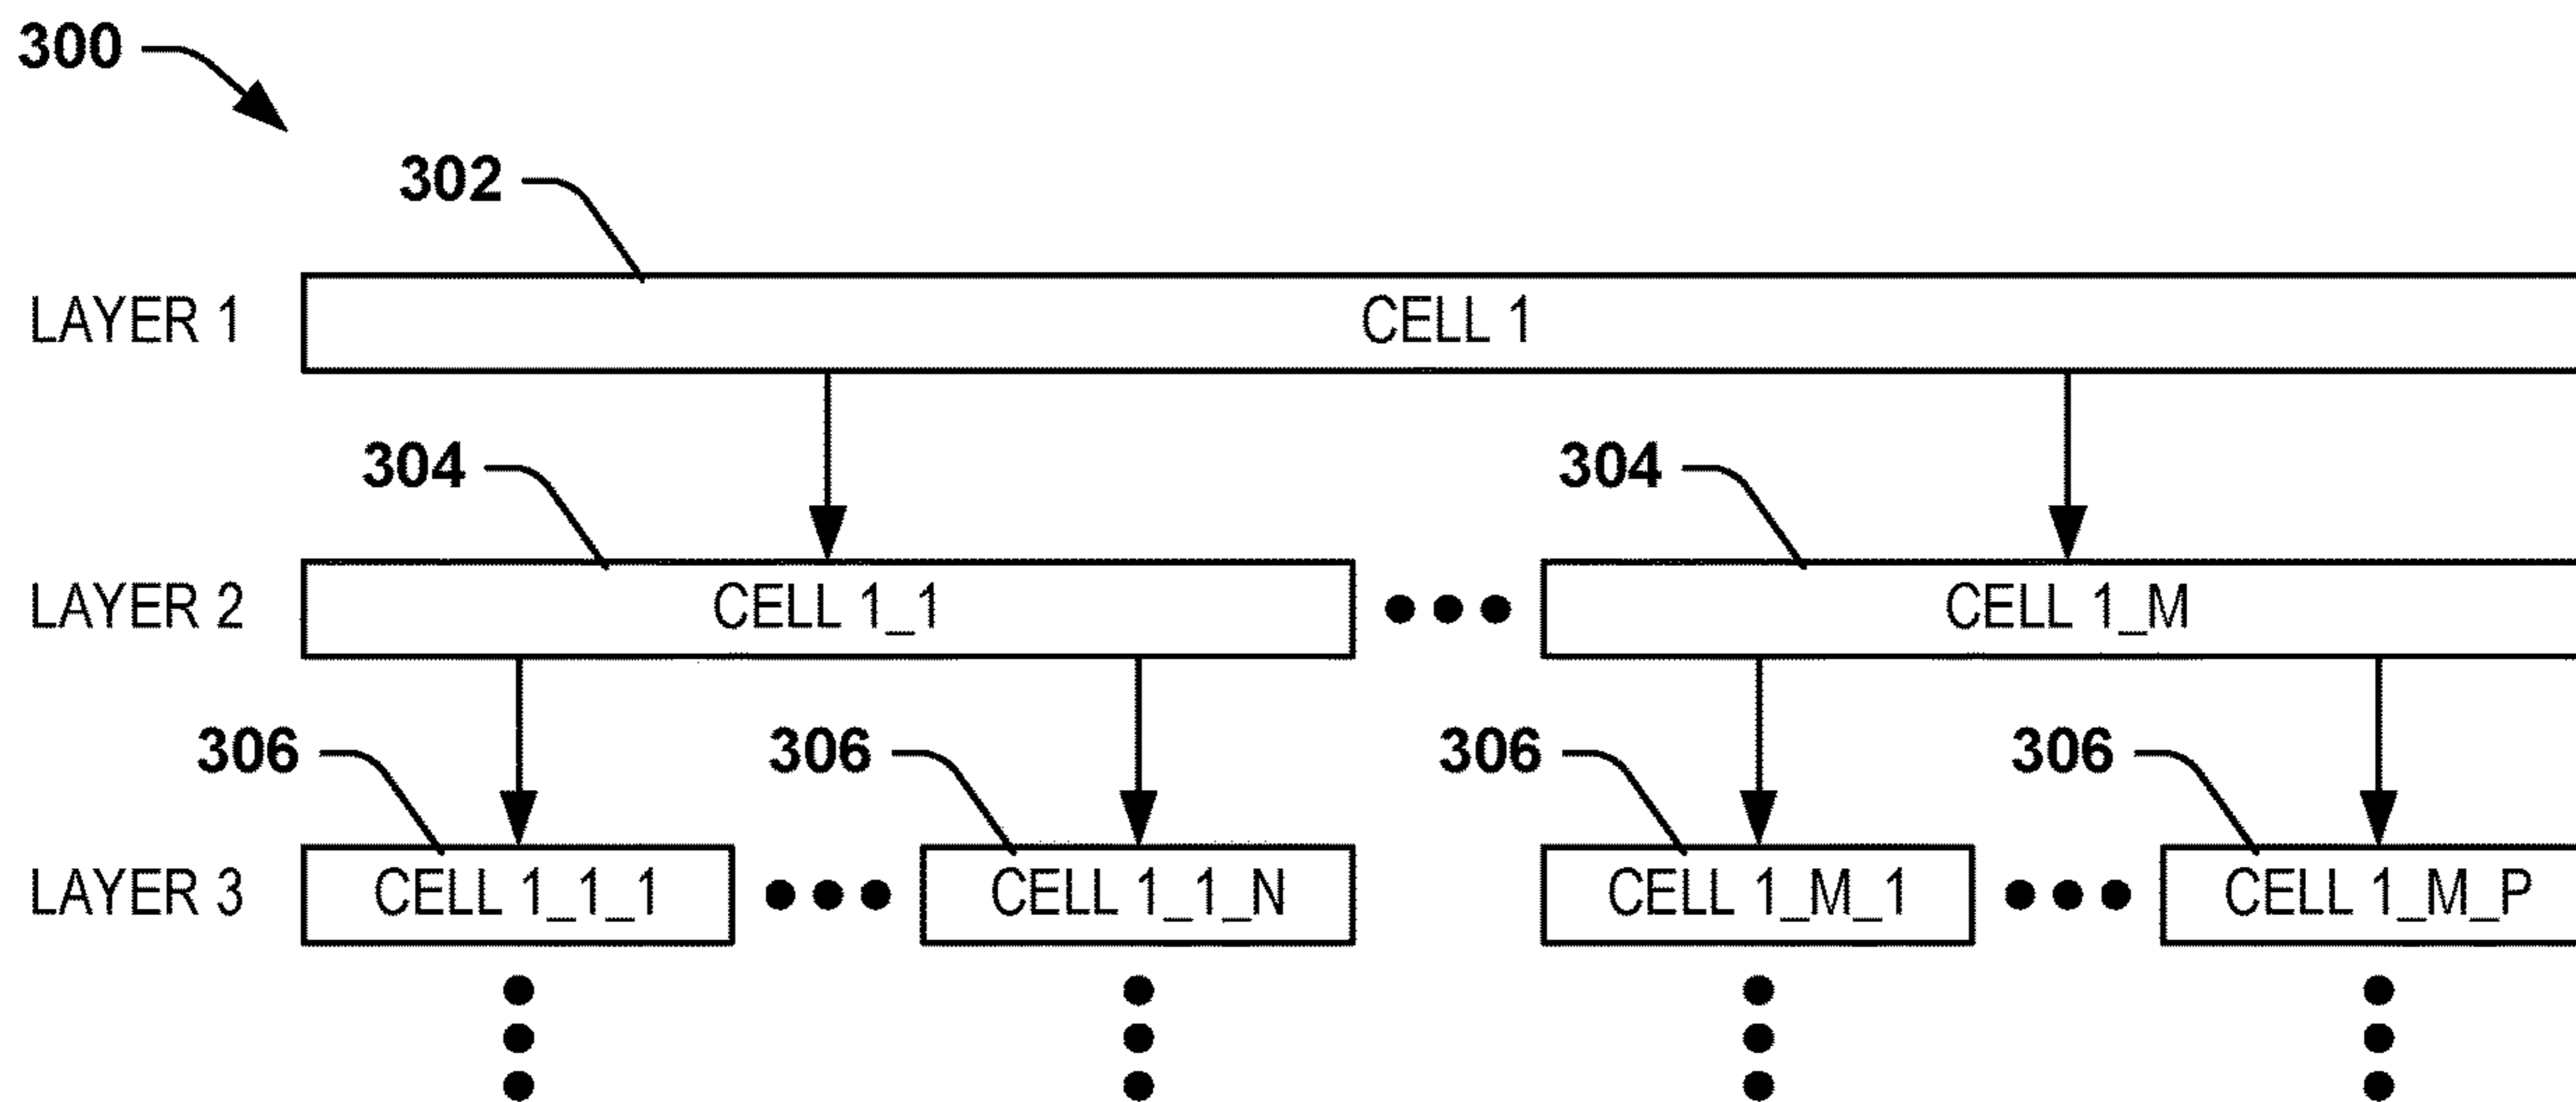 300
302
LAYER 1 CELL 1
304 304
LAYER 2 CELL 1_1 CELL 1_M
306 306 306 306
LAYER 3 CELL 1_1_1 CELL 1_1_N CELL 1_M_1 CELL 1_M_P